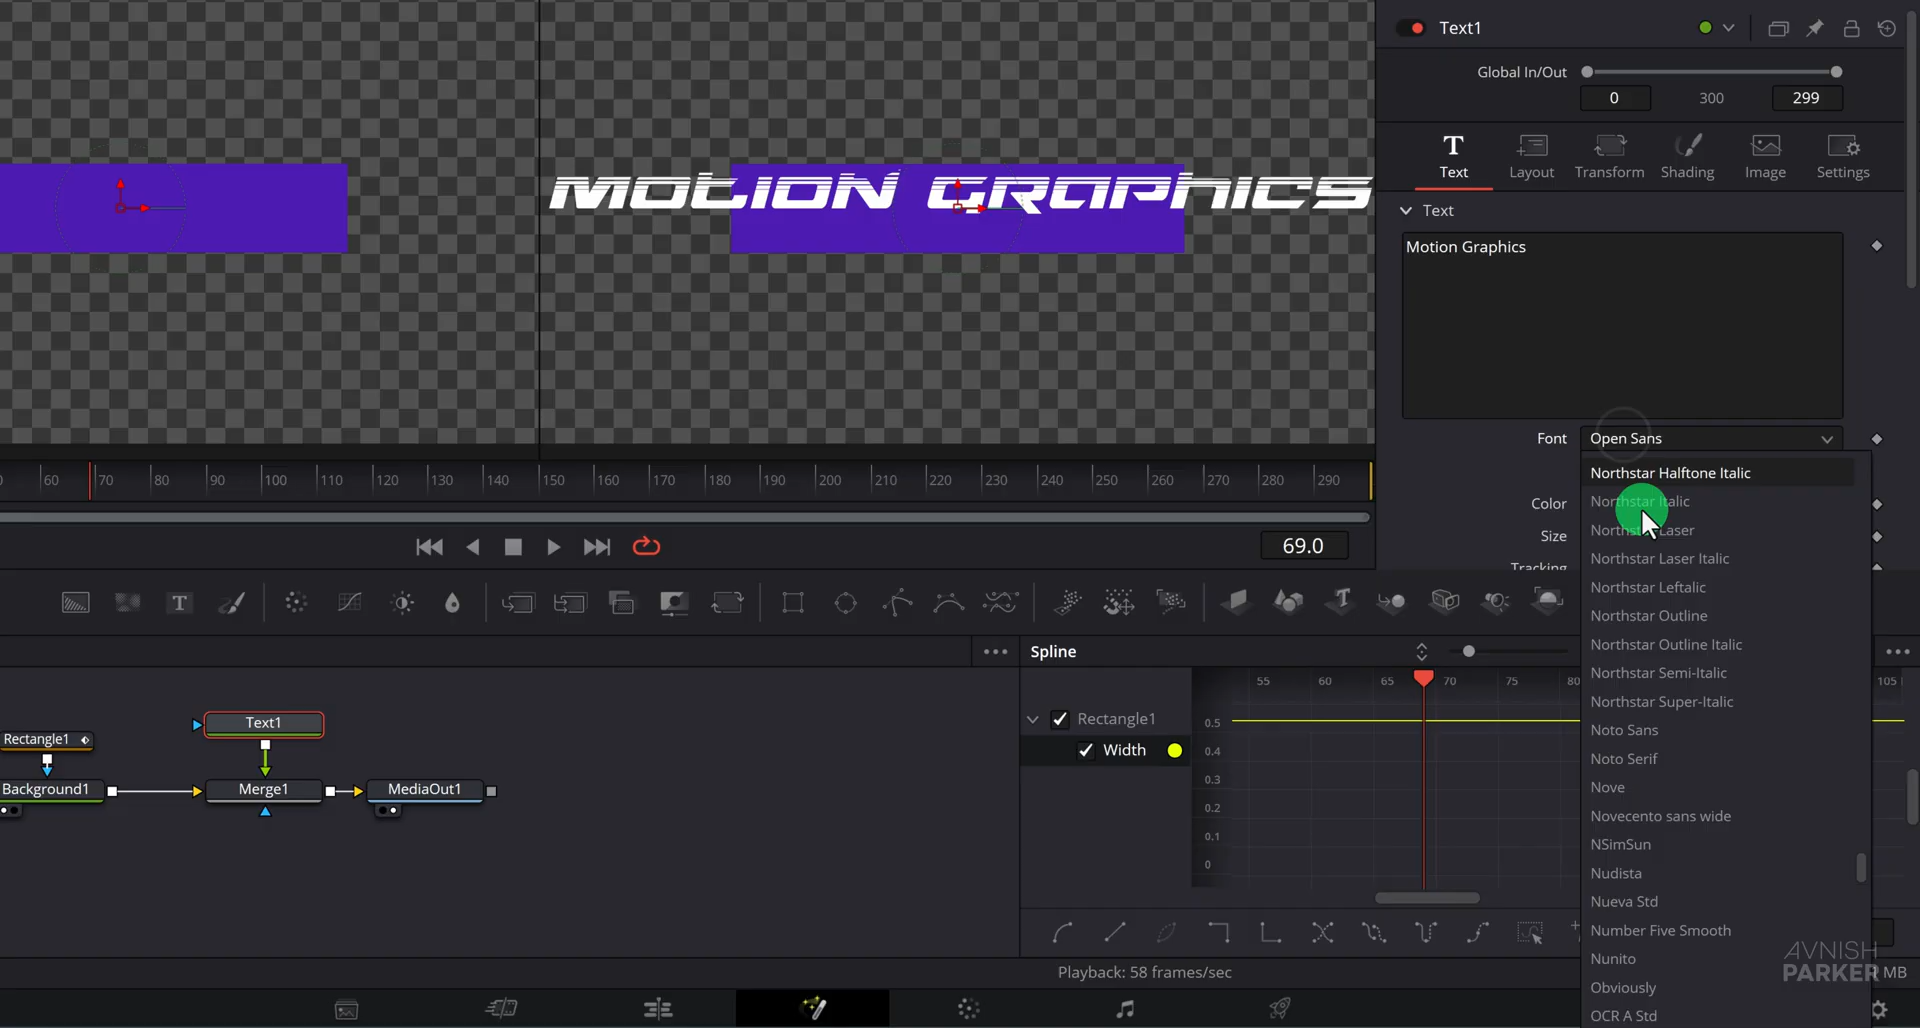 Text1
Global In/Out
0
300
299
Text
Layout
Transform
Shading
Image
Settings
Text
Motion Graphics
MOTION GRAPHICS
Font
Open Sans
Northstar Halftone Italic
Northstar Italic
Northstar Laser
Northstar Laser Italic
Northstar Leftalic
Northstar Outline
Northstar Outline Italic
Northstar Semi-Italic
Northstar Super-Italic
Noto Sans
Noto Serif
Nove
Novecento sans wide
NSimSun
Nudista
Nueva Std
Number Five Smooth
Nunito
Obviously
OCR A Std
Color
Size
Tracking
60 70 80 90 100 110 120 130 140 150 160 170 180 190 200 210 220 230 240 250 260 270 280 290
69.0
Spline
55 60 65 70 75 80 105
Rectangle1
Width
0.5
0.4
0.3
0.2
0.1
0
Text1
Rectangle1
Background1
Merge1
MediaOut1
Playback: 58 frames/sec
AVNISH
PARKER
MB